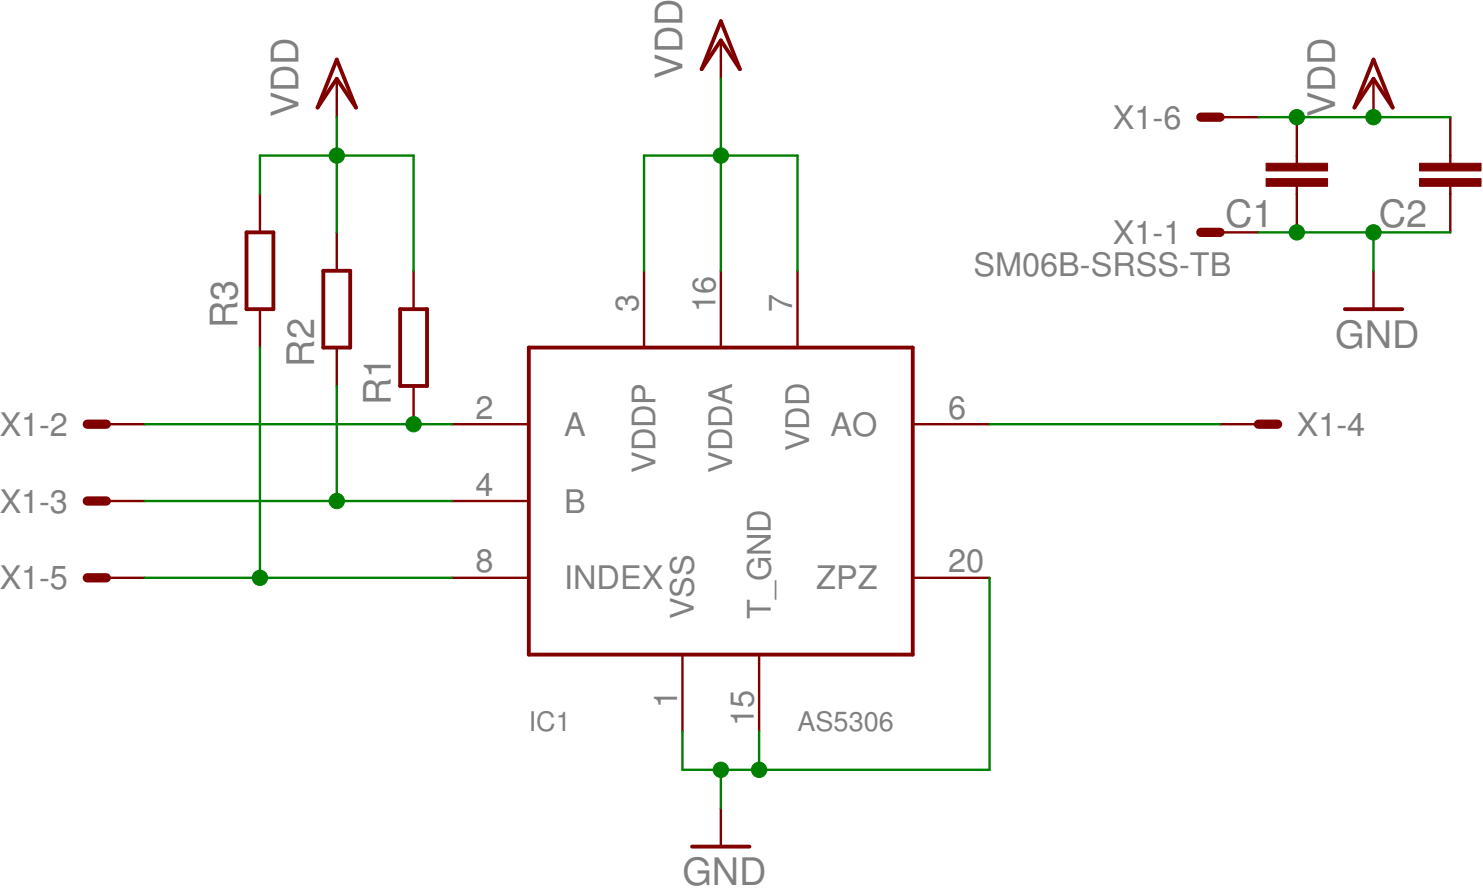 VDD
VDD
VDD
X1-6
C1
C2
X1-1
SM06B-SRSS-TB
GND
R3
R2
R1
3
16
7
X1-2
2
A
VDDP
VDDA
VDD
AO
6
X1-4
X1-3
4
B
X1-5
8
INDEX
VSS
T_GND
ZPZ
20
1
15
IC1
AS5306
GND